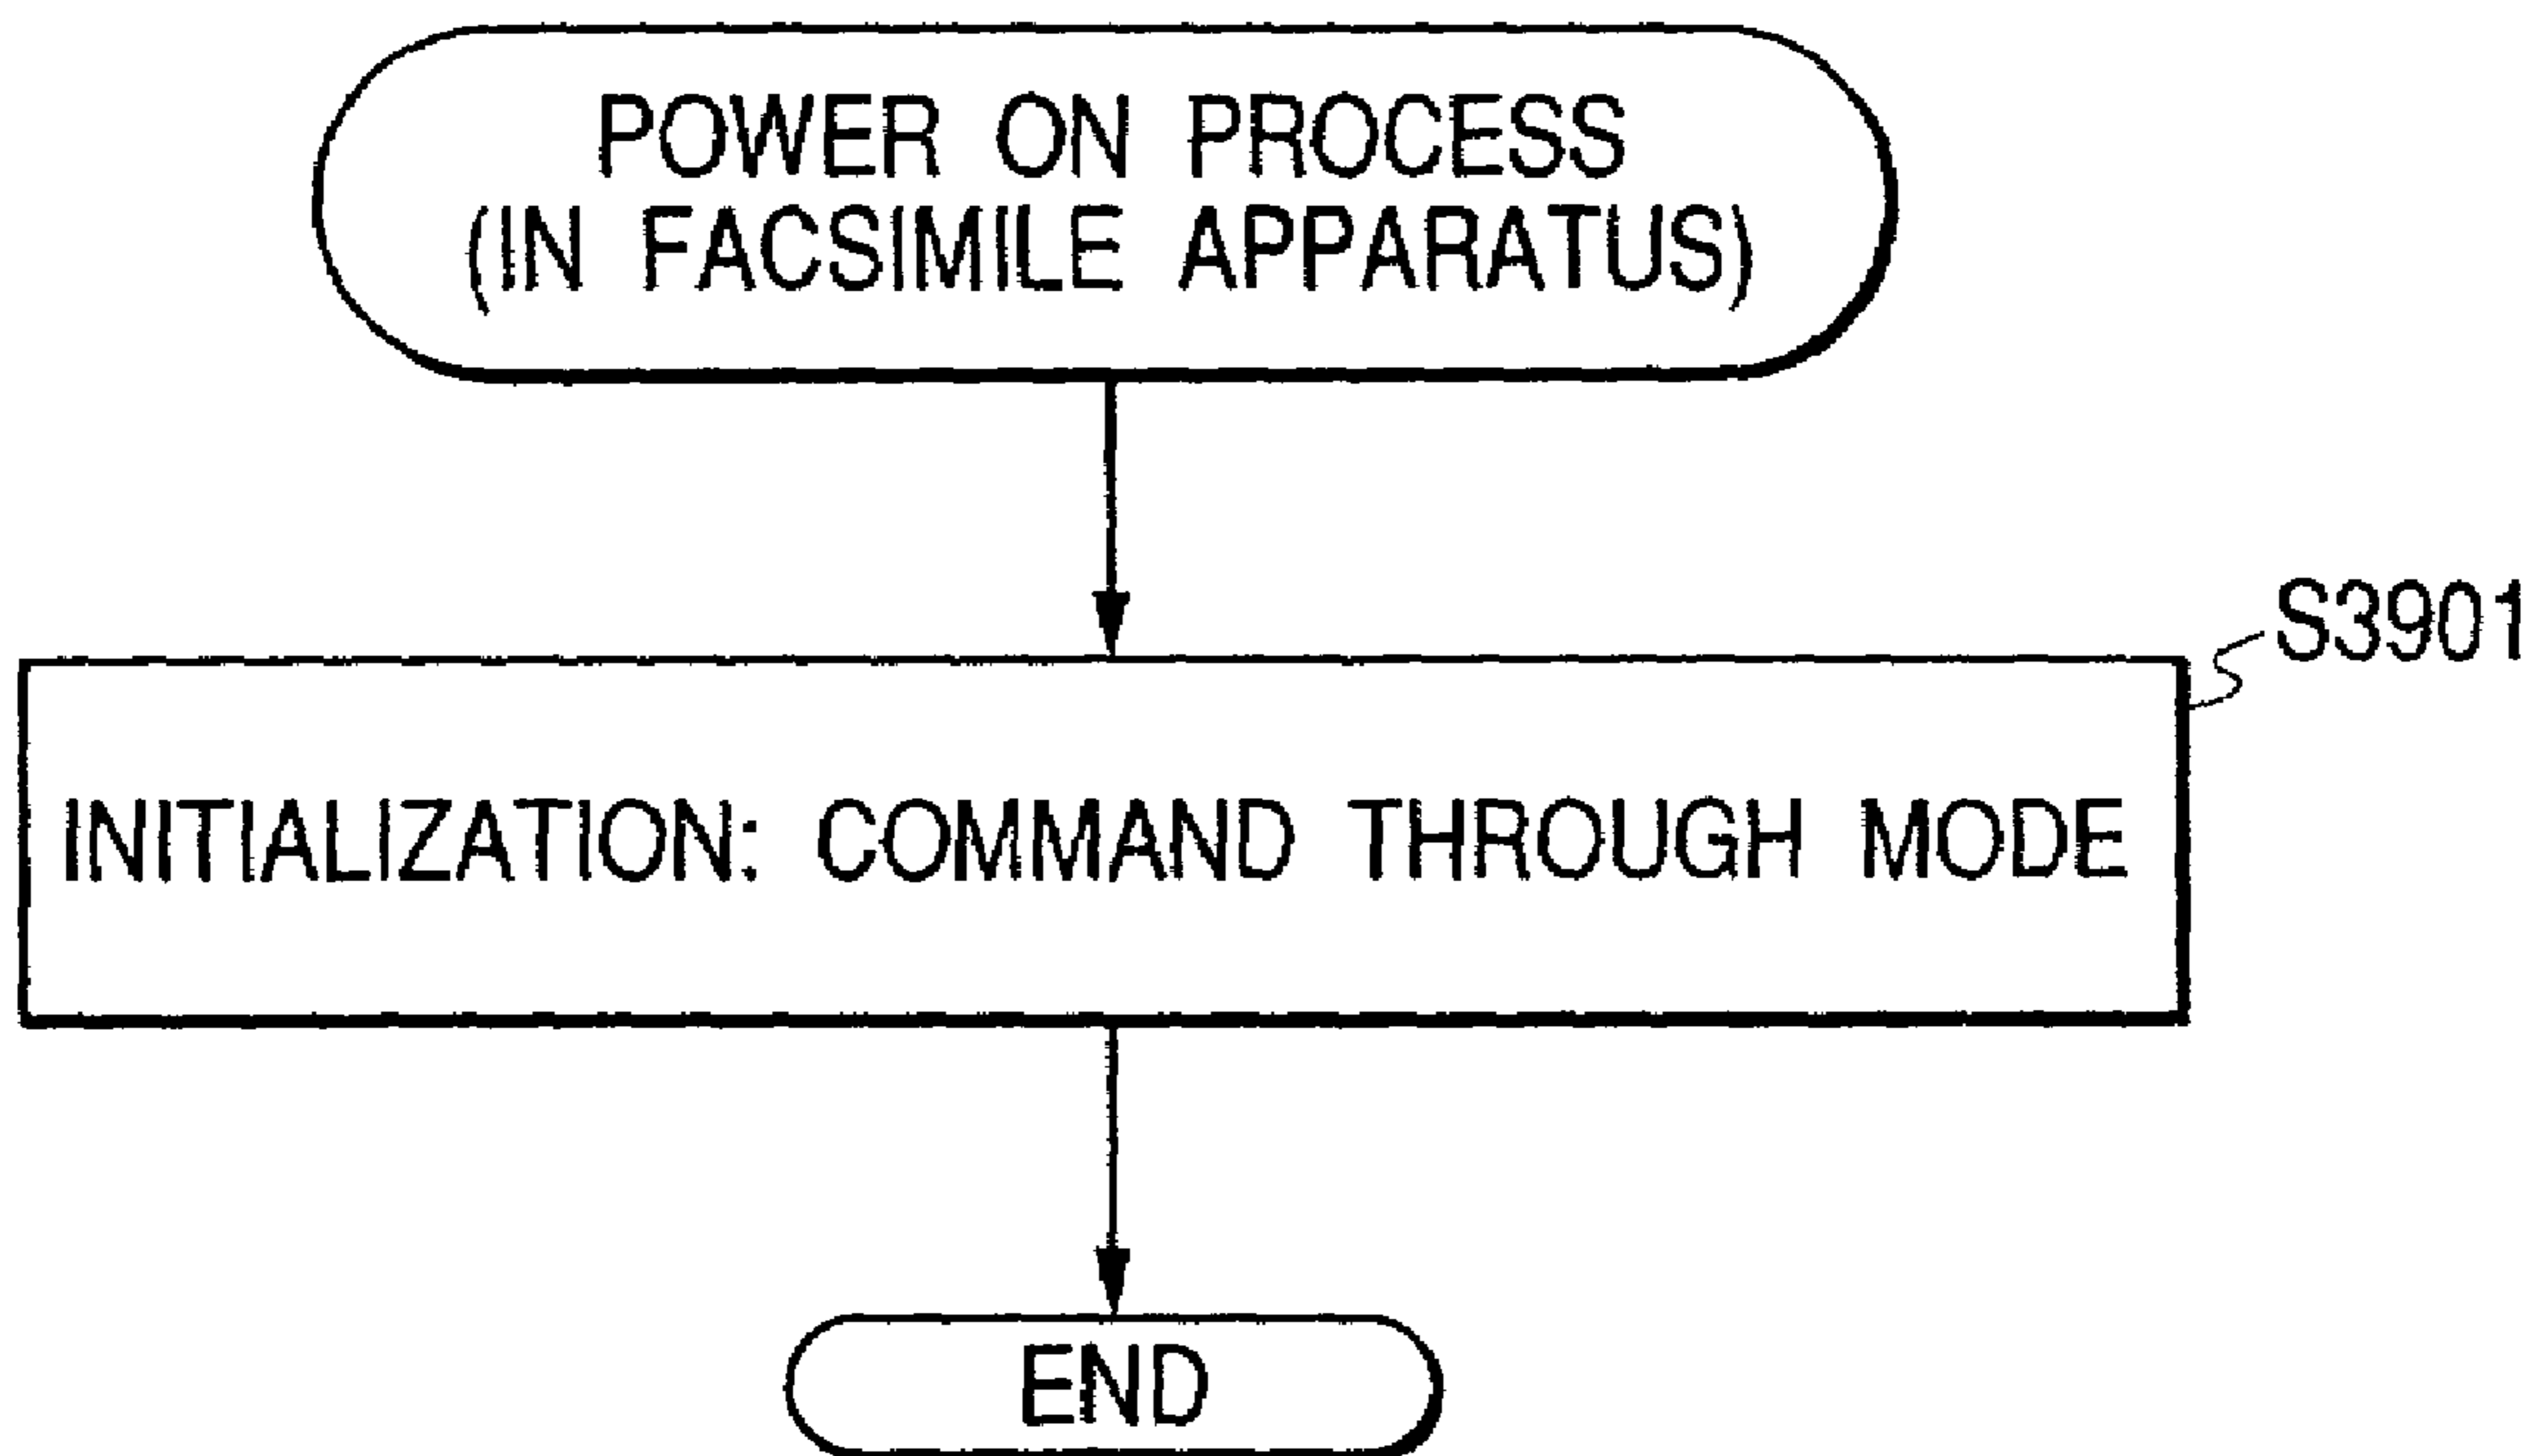 POWER ON PROCESS
(IN FACSIMILE APPARATUS)
S3901
INITIALIZATION: COMMAND THROUGH MODE
END